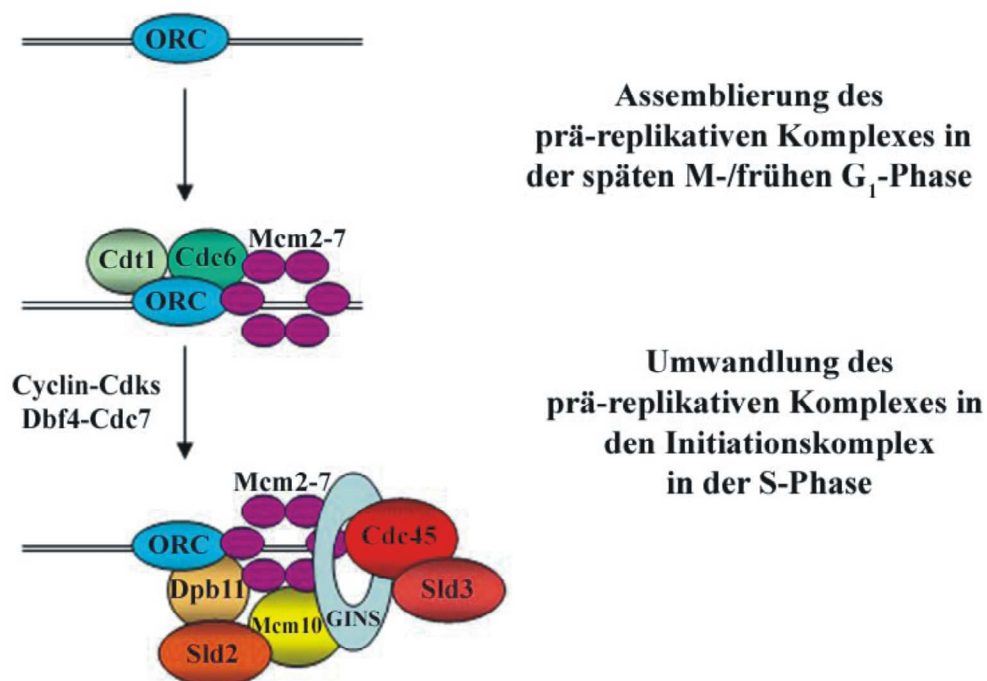 ORC
Assemblierung des
prä-replikativen Komplexes in
der späten M-/frühen G₁-Phase
Mcm2-7
Cdt1
Cdc6
ORC
Cyclin-Cdks
Dbf4-Cdc7
Umwandlung des
prä-replikativen Komplexes in
den Initiationskomplex
in der S-Phase
Mcm2-7
ORC
Cdc45
Dpb11
Sld3
Mcm10
GINS
Sld2